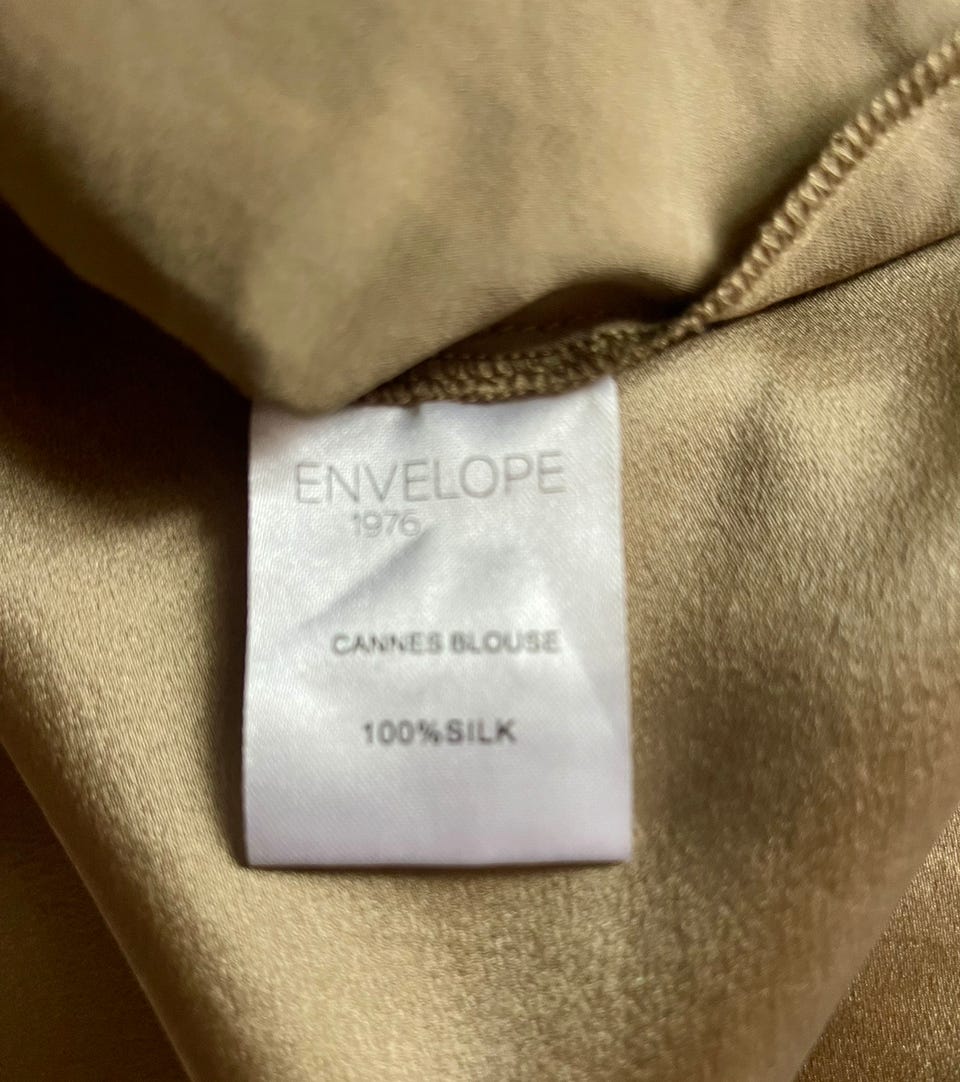 ENVELOPE
1976
CANNES BLOUSE
100%SILK